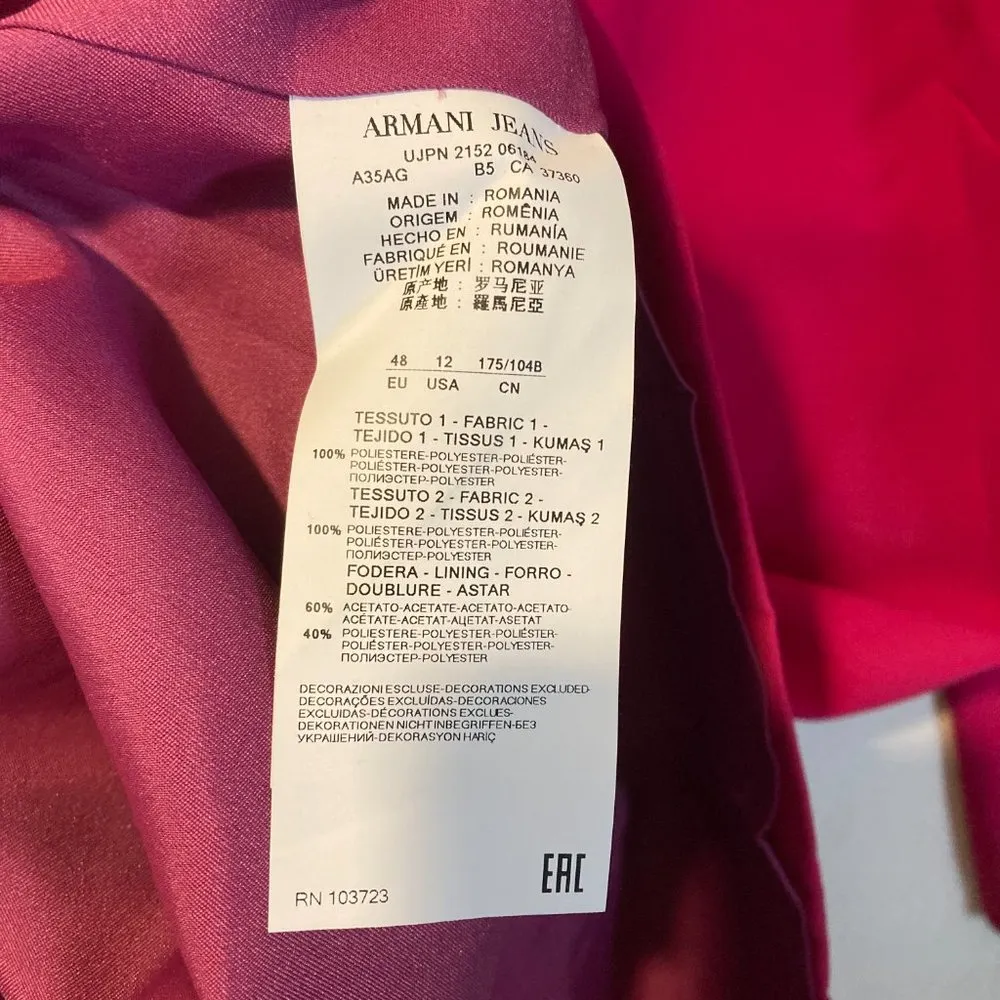 ARMANI JEANS
UJPN 2152 06184
A35AG B5 CA 37360
MADE IN : ROMANIA
ORIGEM : ROMÊNIA
HECHO EN : RUMANÍA
FABRIQUÉ EN : ROUMANIE
ÜRETİM YERİ : ROMANYA
原产地 : 罗马尼亚
原產地 : 羅馬尼亞
48 12 175/104B
EU USA CN
TESSUTO 1 - FABRIC 1 -
TEJIDO 1 - TISSUS 1 - KUMAŞ 1
100% POLIESTERE-POLYESTER-POLIÉSTER-
POLIÉSTER-POLYESTER-POLYESTER-
ПОЛИЭСТЕР-POLYESTER
TESSUTO 2 - FABRIC 2 -
TEJIDO 2 - TISSUS 2 - KUMAŞ 2
100% POLIESTERE-POLYESTER-POLIÉSTER-
POLIÉSTER-POLYESTER-POLYESTER-
ПОЛИЭСТЕР-POLYESTER
FODERA - LINING - FORRO -
DOUBLURE - ASTAR
60% ACETATO-ACETATE-ACETATO-ACETATO-
ACÉTATE-ACETAT-АЦЕТАТ-ASETAT
40% POLIESTERE-POLYESTER-POLIÉSTER-
POLIÉSTER-POLYESTER-POLYESTER-
ПОЛИЭСТЕР-POLYESTER
DECORAZIONI ESCLUSE-DECORATIONS EXCLUDED-
DECORAÇÕES EXCLUÍDAS-DECORACIONES
EXCLUIDAS-DÉCORATIONS EXCLUES-
DEKORATIONEN NICHT INBEGRIFFEN-БЕЗ
УКРАШЕНИЙ-DEKORASYON HARİÇ
EAC
RN 103723